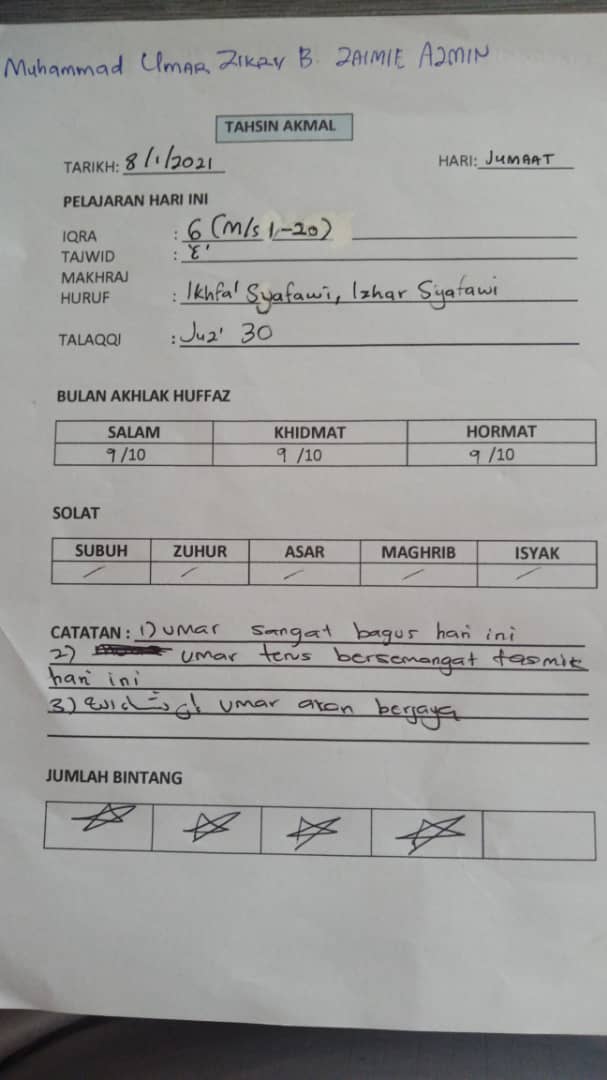 Muhammad Umar Zikry B. Zaimie Azmin
TAHSIN AKMAL
TARIKH: 8/1/2021 HARI: JUMAAT
PELAJARAN HARI INI
IQRA : 6 (M/s 1-20)
TAJWID : 'ع'
MAKHRAJ
HURUF : Ikhfa' Syafawi, Izhar Syafawi
TALAQQI : Juz' 30
BULAN AKHLAK HUFFAZ
SALAM KHIDMAT HORMAT
9/10 9/10 9/10
SOLAT
SUBUH ZUHUR ASAR MAGHRIB ISYAK
/ / / / /
CATATAN : 1) umar sangat bagus hari ini
2) umar terus bersemangat tasmik
hari ini
3) ان شاء الله umar akan berjaya
JUMLAH BINTANG